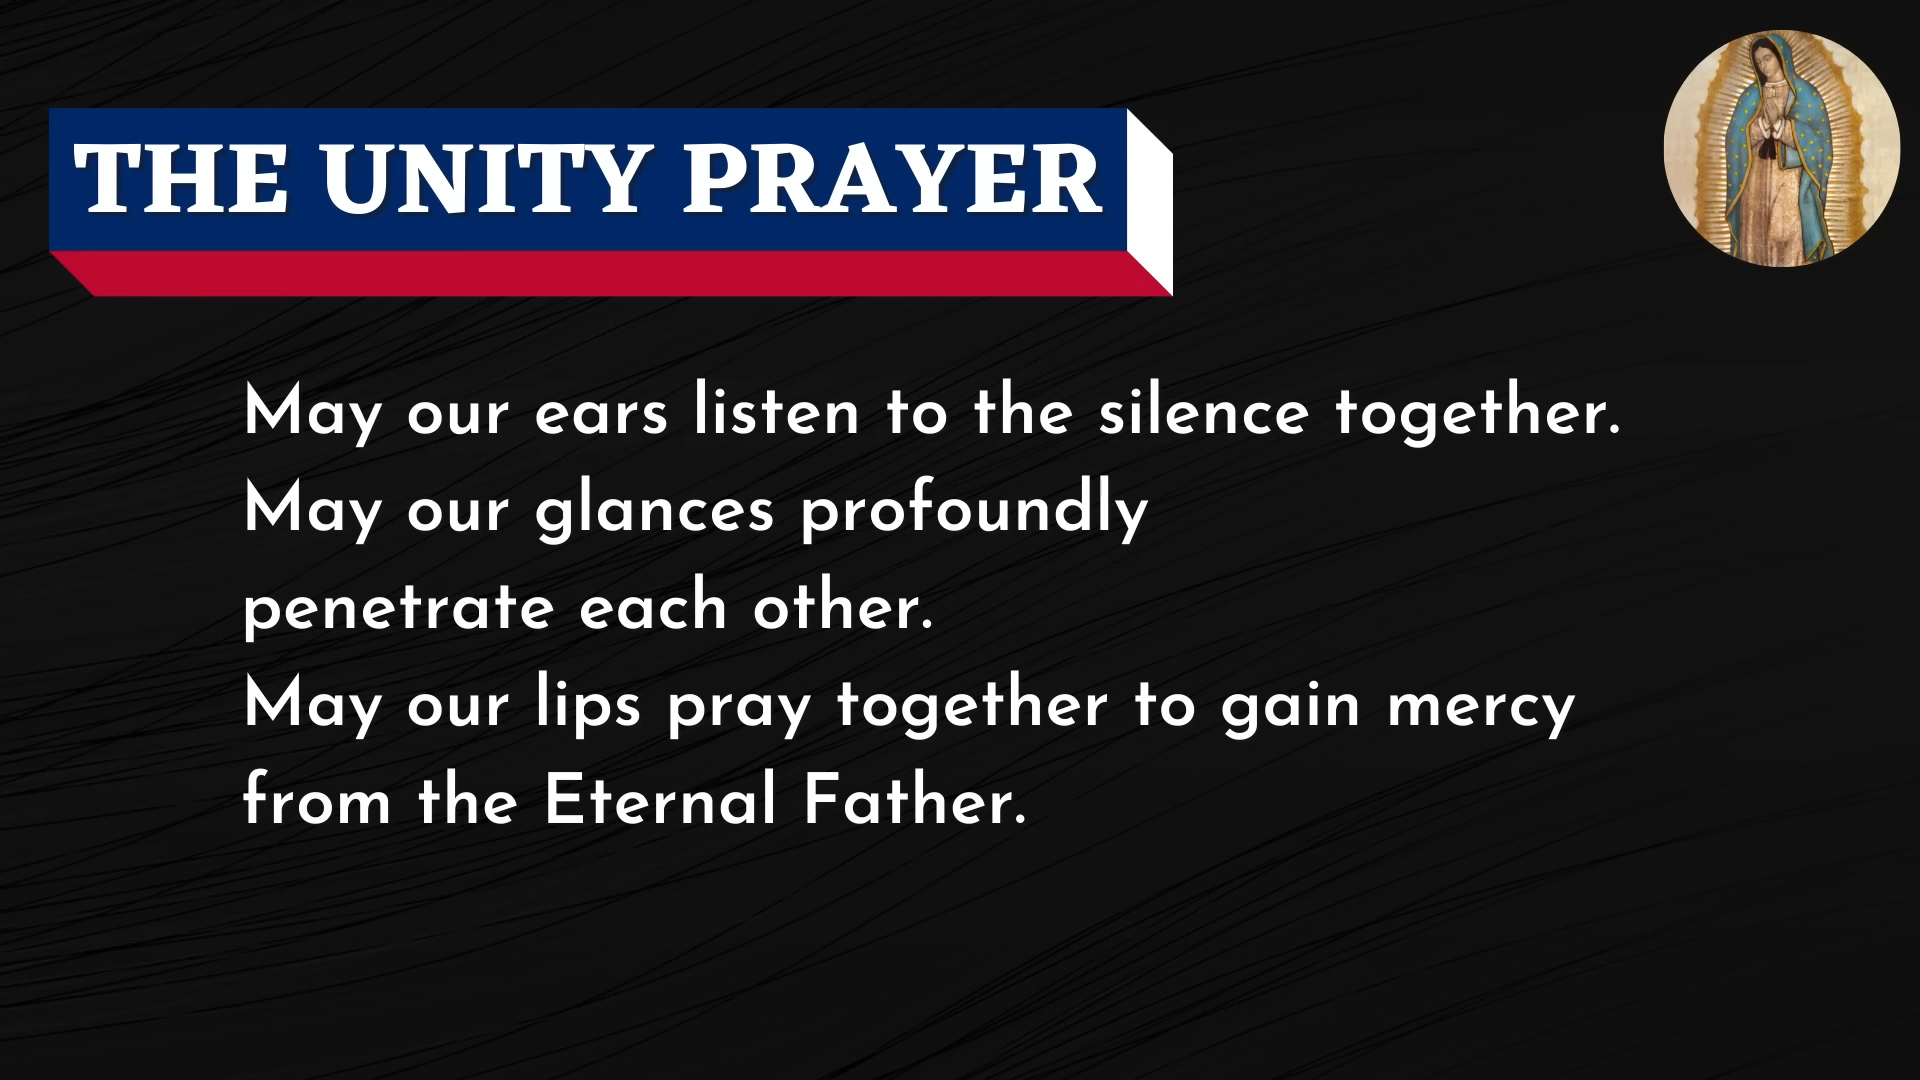 THE UNITY PRAYER
May our ears listen to the silence together.
May our glances profoundly
penetrate each other.
May our lips pray together to gain mercy
from the Eternal Father.